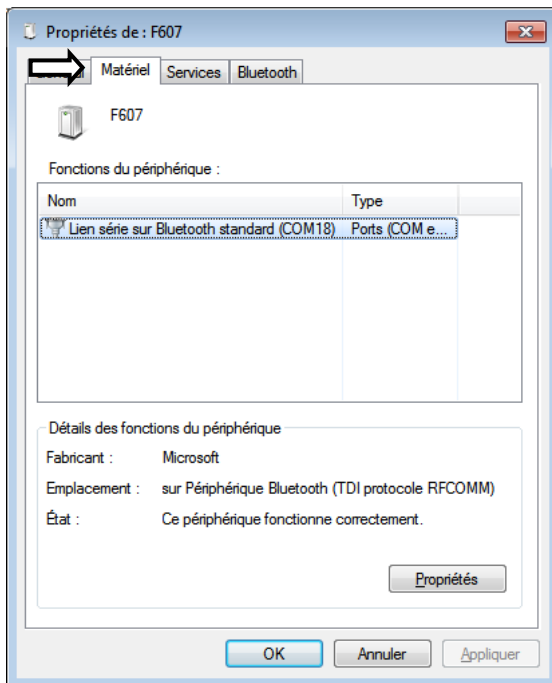 Propriétés de : F607
Matériel Services Bluetooth
F607
Fonctions du périphérique :
Nom Type
Lien série sur Bluetooth standard (COM18) Ports (COM e...
Détails des fonctions du périphérique
Fabricant : Microsoft
Emplacement : sur Périphérique Bluetooth (TDI protocole RFCOMM)
État : Ce périphérique fonctionne correctement.
Propriétés
OK Annuler Appliquer